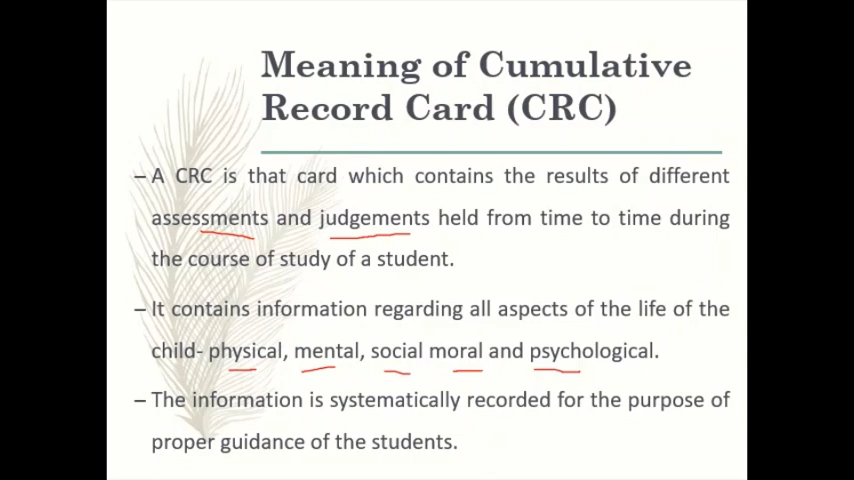 Meaning of Cumulative
Record Card (CRC)
– A CRC is that card which contains the results of different
assessments and judgements held from time to time during
the course of study of a student.
– It contains information regarding all aspects of the life of the
child- physical, mental, social moral and psychological.
– The information is systematically recorded for the purpose of
proper guidance of the students.